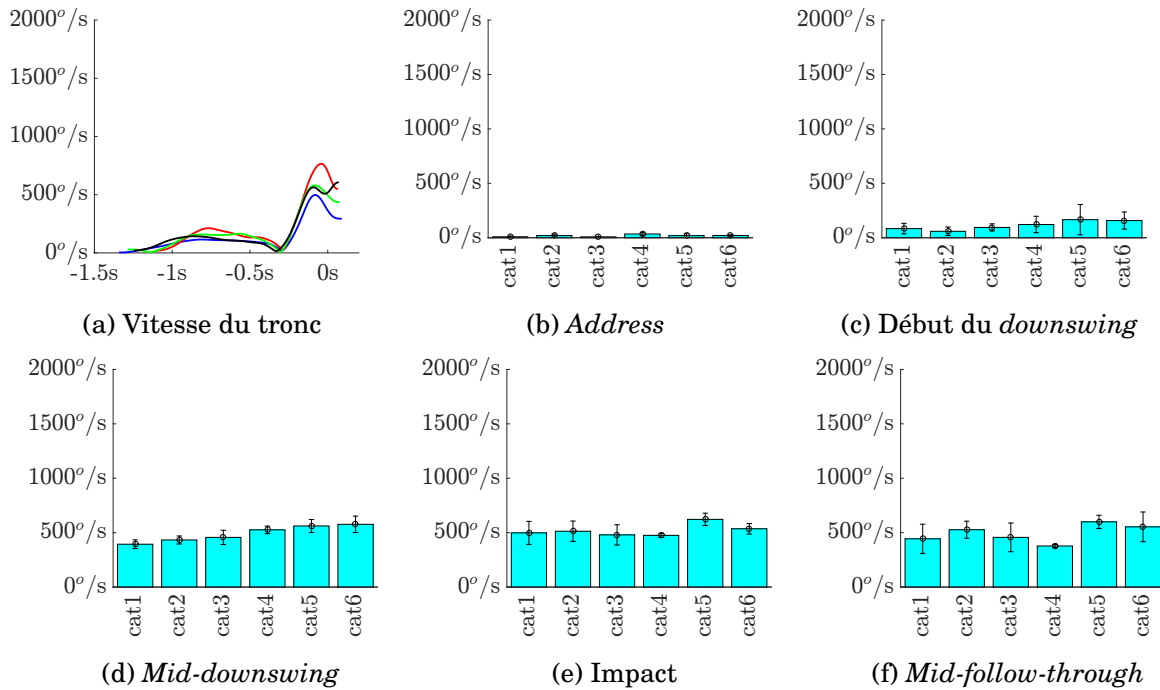 2000°/s
1500°/s
1000°/s
500°/s
0°/s
-1.5s -1s -0.5s 0s
(a) Vitesse du tronc
2000°/s
1500°/s
1000°/s
500°/s
0°/s
cat1 cat2 cat3 cat4 cat5 cat6
(b) Address
2000°/s
1500°/s
1000°/s
500°/s
0°/s
cat1 cat2 cat3 cat4 cat5 cat6
(c) Début du downswing
2000°/s
1500°/s
1000°/s
500°/s
0°/s
cat1 cat2 cat3 cat4 cat5 cat6
(d) Mid-downswing
2000°/s
1500°/s
1000°/s
500°/s
0°/s
cat1 cat2 cat3 cat4 cat5 cat6
(e) Impact
2000°/s
1500°/s
1000°/s
500°/s
0°/s
cat1 cat2 cat3 cat4 cat5 cat6
(f) Mid-follow-through